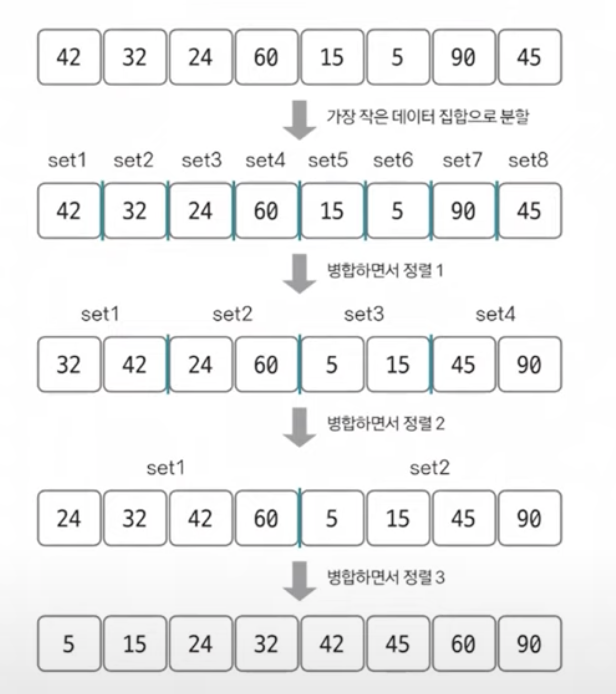 42 32 24 60 15 5 90 45
가장 작은 데이터 집합으로 분할
set1 set2 set3 set4 set5 set6 set7 set8
42 32 24 60 15 5 90 45
병합하면서 정렬 1
set1 set2 set3 set4
32 42 24 60 5 15 45 90
병합하면서 정렬 2
set1 set2
24 32 42 60 5 15 45 90
병합하면서 정렬 3
5 15 24 32 42 45 60 90